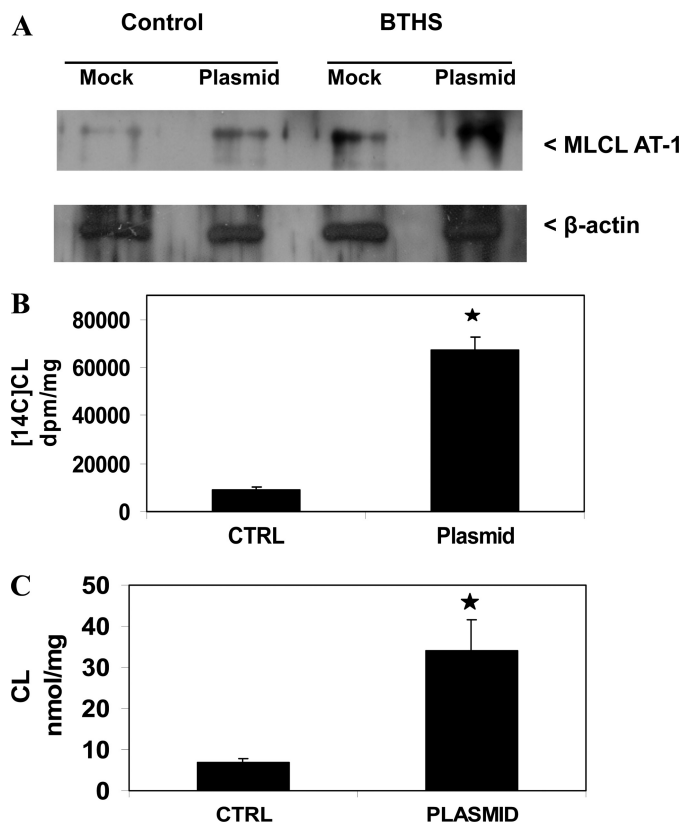 A
Control BTHS
Mock Plasmid Mock Plasmid
< MLCL AT-1
< β-actin
B
[14C]CL
dpm/mg
80000
60000
40000
20000
0
CTRL Plasmid
C
CL
nmol/mg
50
40
30
20
10
0
CTRL PLASMID